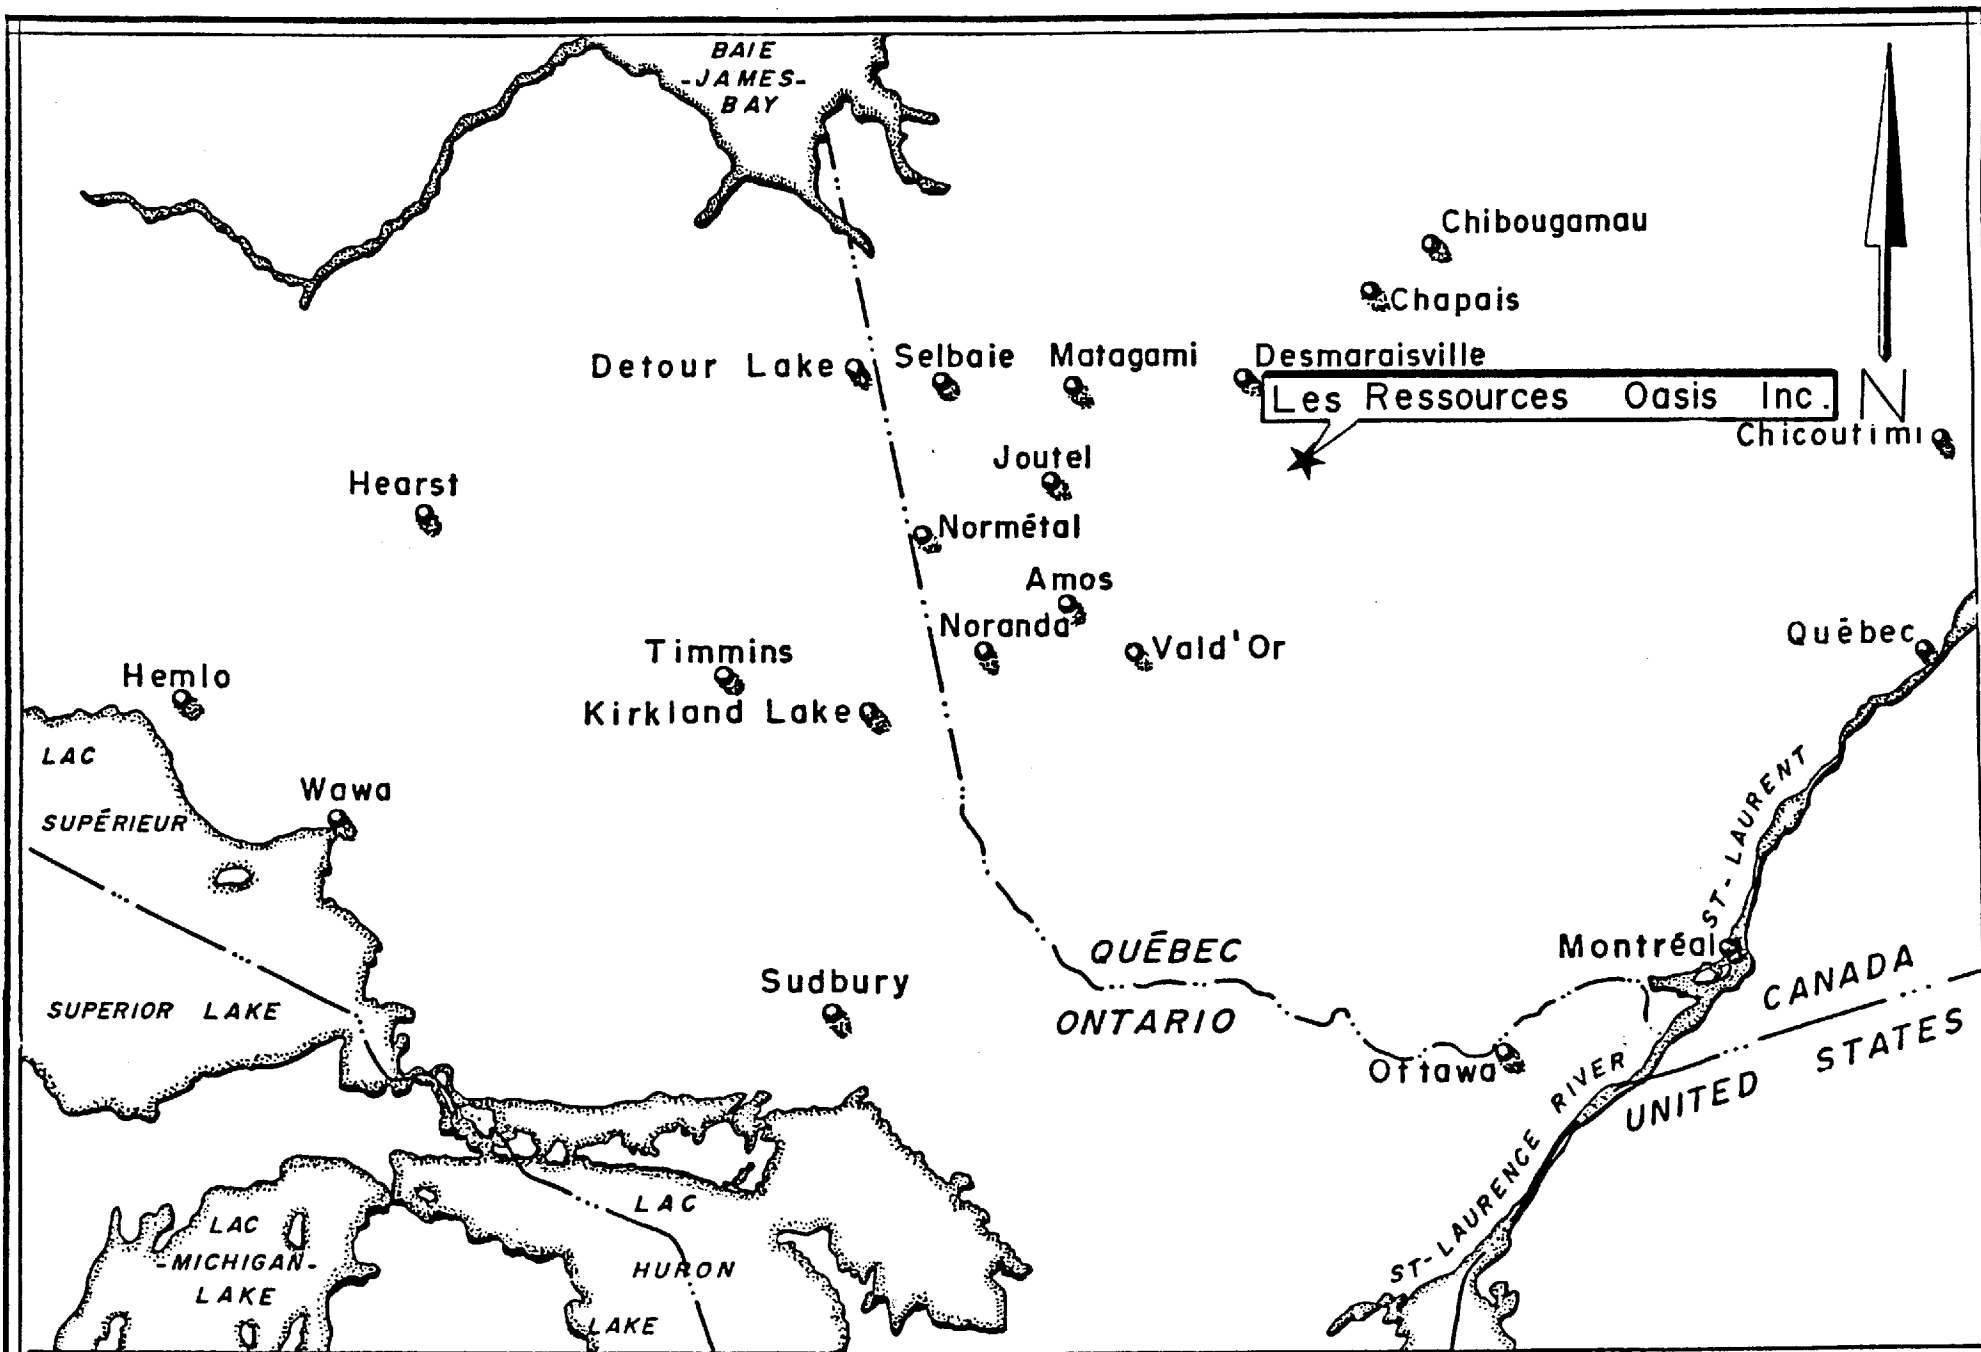 BAIE
-JAMES-
BAY
Chibougamau
Chapais
Detour Lake
Selbaie
Matagami
Desmaraisville
Les Ressources Oasis Inc.
N
Chicoutimi
Joutel
Hearst
Normétal
Amos
Noranda
Vald'Or
Québec
Timmins
Hemlo
Kirkland Lake
LAC
SUPÉRIEUR
Wawa
SUPERIOR LAKE
Sudbury
QUÉBEC
ONTARIO
Montréal
Ottawa
ST-LAURENT
CANADA
UNITED STATES
ST-LAURENCE RIVER
LAC
HURON
LAKE
LAC
-MICHIGAN-
LAKE